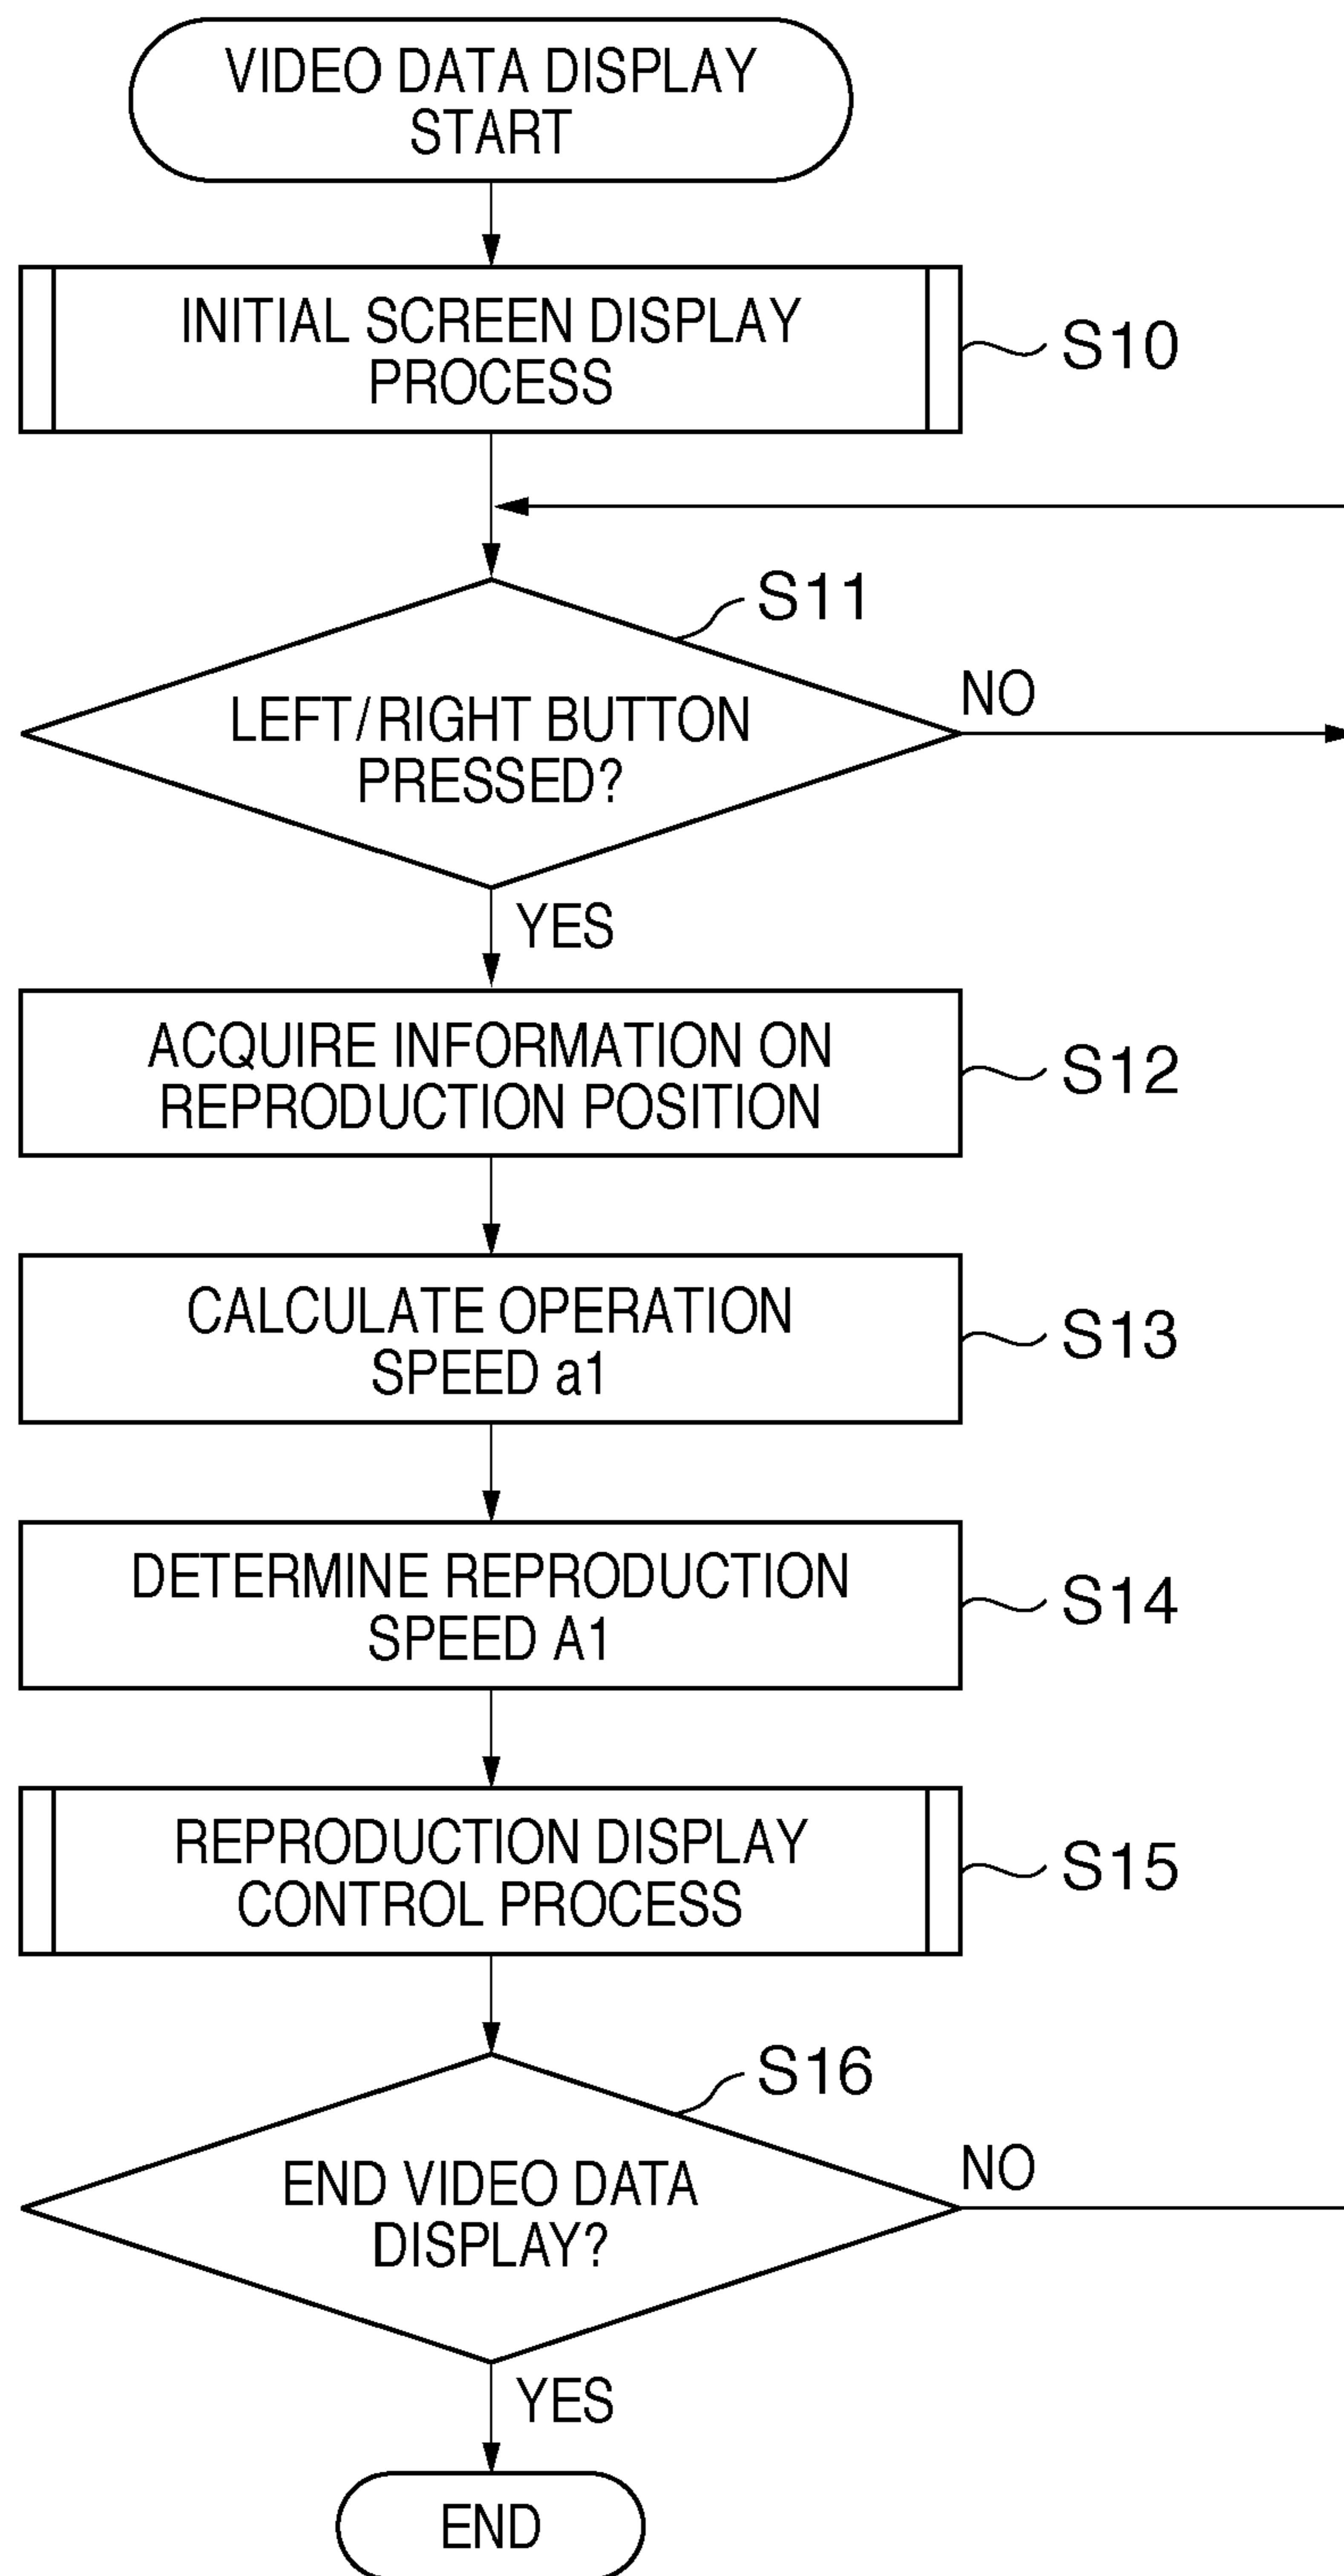 VIDEO DATA DISPLAY
START
INITIAL SCREEN DISPLAY
PROCESS
S10
S11
LEFT/RIGHT BUTTON
PRESSED?
NO
YES
ACQUIRE INFORMATION ON
REPRODUCTION POSITION
S12
CALCULATE OPERATION
SPEED a1
S13
DETERMINE REPRODUCTION
SPEED A1
S14
REPRODUCTION DISPLAY
CONTROL PROCESS
S15
S16
END VIDEO DATA
DISPLAY?
NO
YES
END